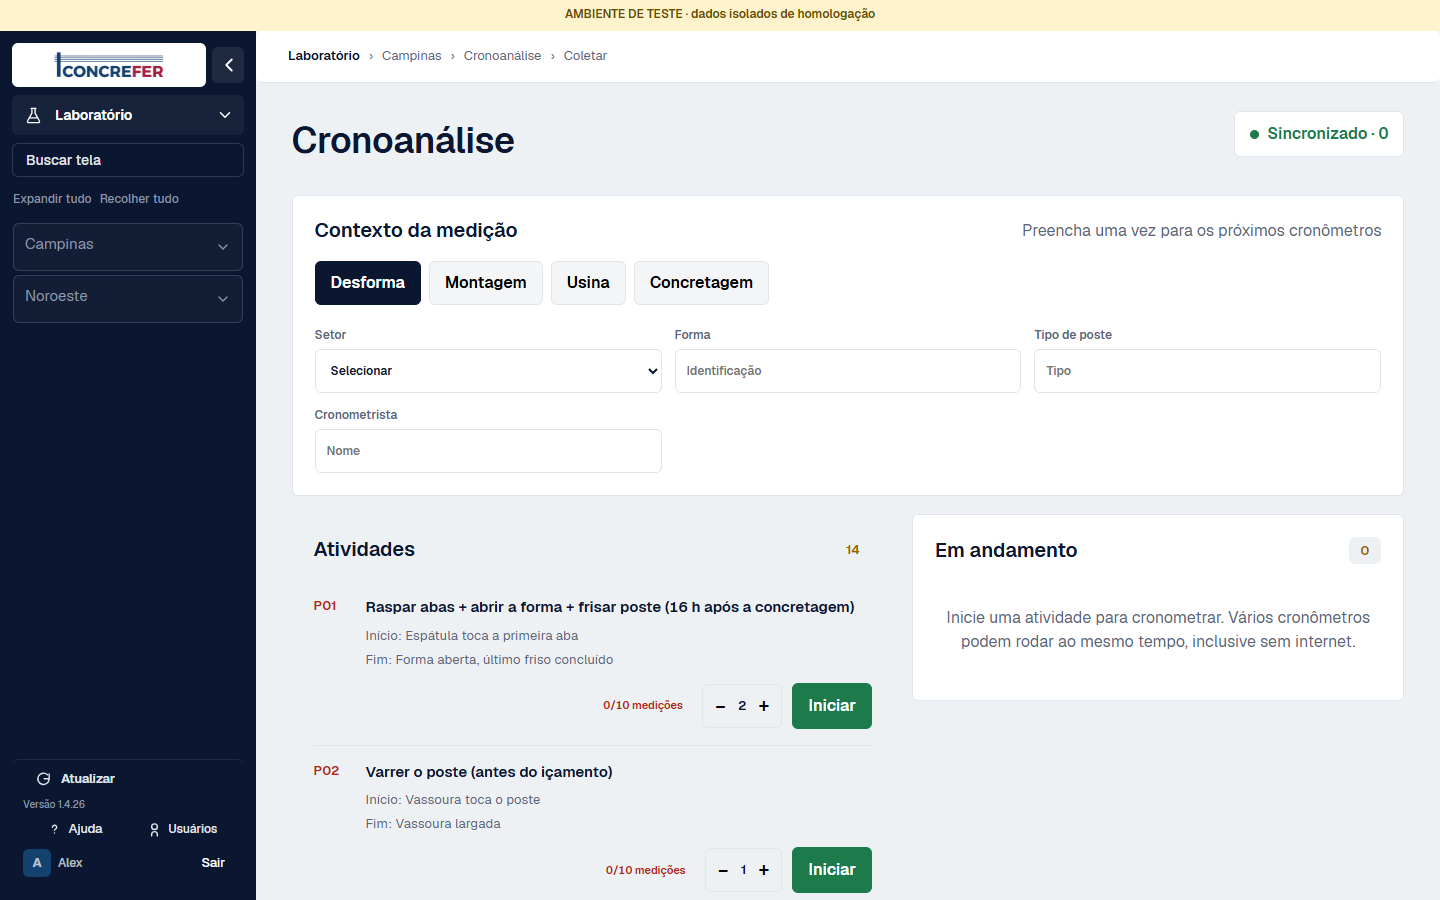 AMBIENTE DE TESTE · dados isolados de homologação
CONCREFER
Laboratório
Buscar tela
Expandir tudo Recolher tudo
Campinas
Noroeste
Atualizar
Versão 1.4.26
? Ajuda
Usuários
A Alex
Sair
Laboratório › Campinas › Cronoanálise › Coletar
Cronoanálise
Sincronizado · 0
Contexto da medição
Preencha uma vez para os próximos cronômetros
Desforma Montagem Usina Concretagem
Setor
Selecionar
Forma
Identificação
Tipo de poste
Tipo
Cronometrista
Nome
Atividades
14
P01 Raspar abas + abrir a forma + frisar poste (16 h após a concretagem)
Início: Espátula toca a primeira aba
Fim: Forma aberta, último friso concluído
0/10 medições − 2 + Iniciar
P02 Varrer o poste (antes do içamento)
Início: Vassoura toca o poste
Fim: Vassoura largada
0/10 medições − 1 + Iniciar
Em andamento
0
Inicie uma atividade para cronometrar. Vários cronômetros
podem rodar ao mesmo tempo, inclusive sem internet.